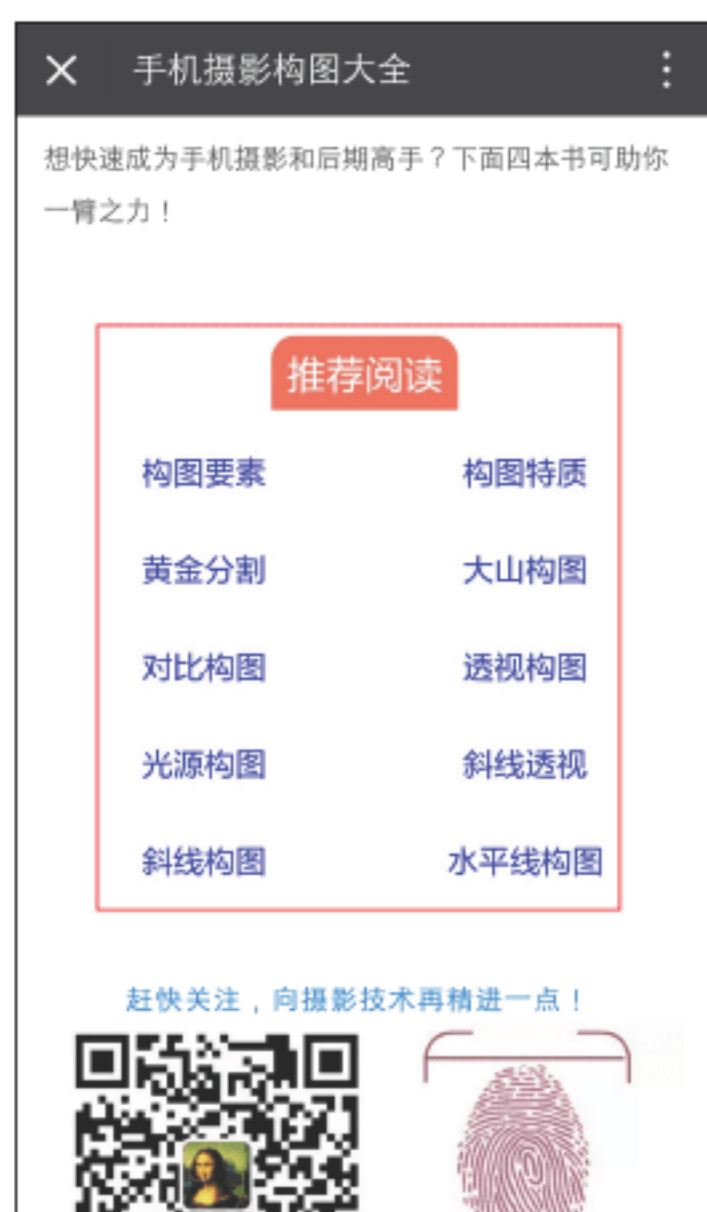 手机摄影构图大全
想快速成为手机摄影和后期高手？下面四本书可助你
一臂之力！
推荐阅读
构图要素 构图特质
黄金分割 大山构图
对比构图 透视构图
光源构图 斜线透视
斜线构图 水平线构图
赶快关注，向摄影技术再精进一点！